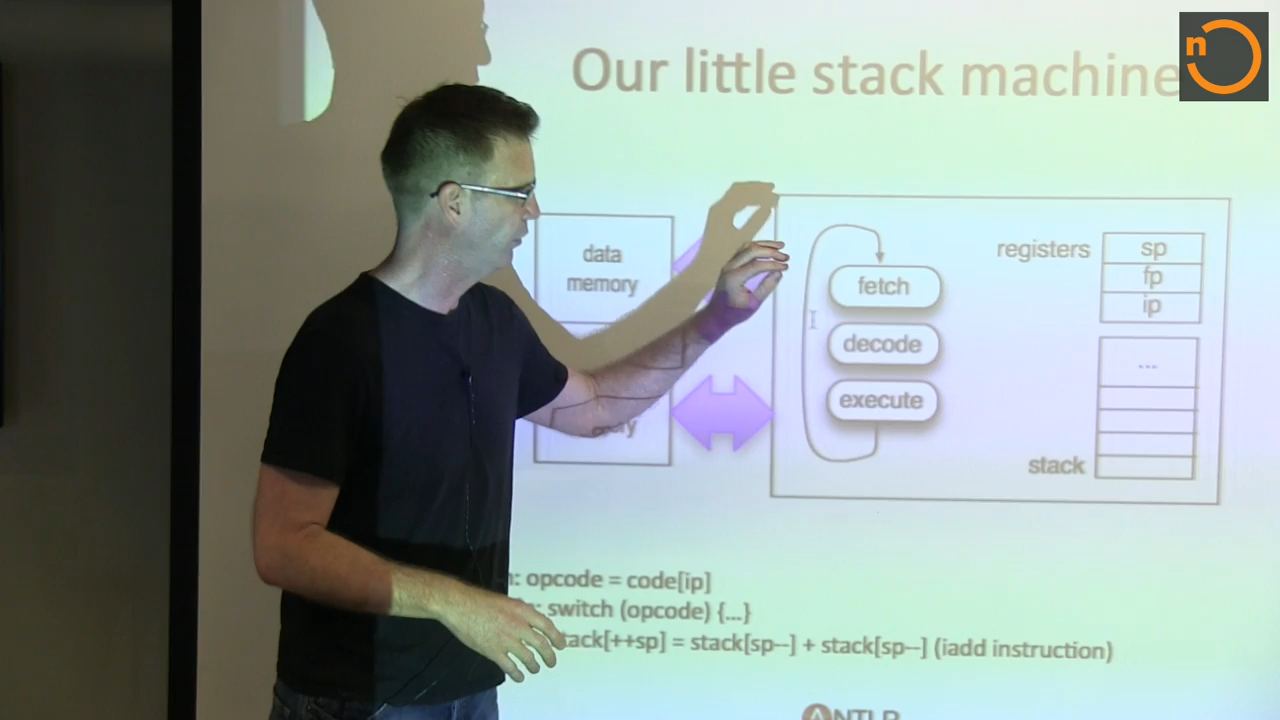 Our little stack machine
n
data
memory
fetch
decode
execute
registers
sp
fp
ip
...
stack
: opcode = code[ip]
: switch (opcode) {...}
stack[++sp] = stack[sp--] + stack[sp--] (iadd instruction)
ANTLR